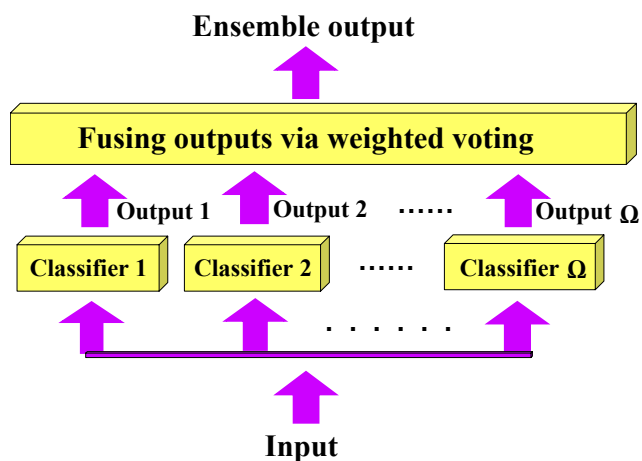 Ensemble output
Fusing outputs via weighted voting
Output 1 Output 2 ...... Output Ω
Classifier 1 Classifier 2 ...... Classifier Ω
. . . . . .
Input